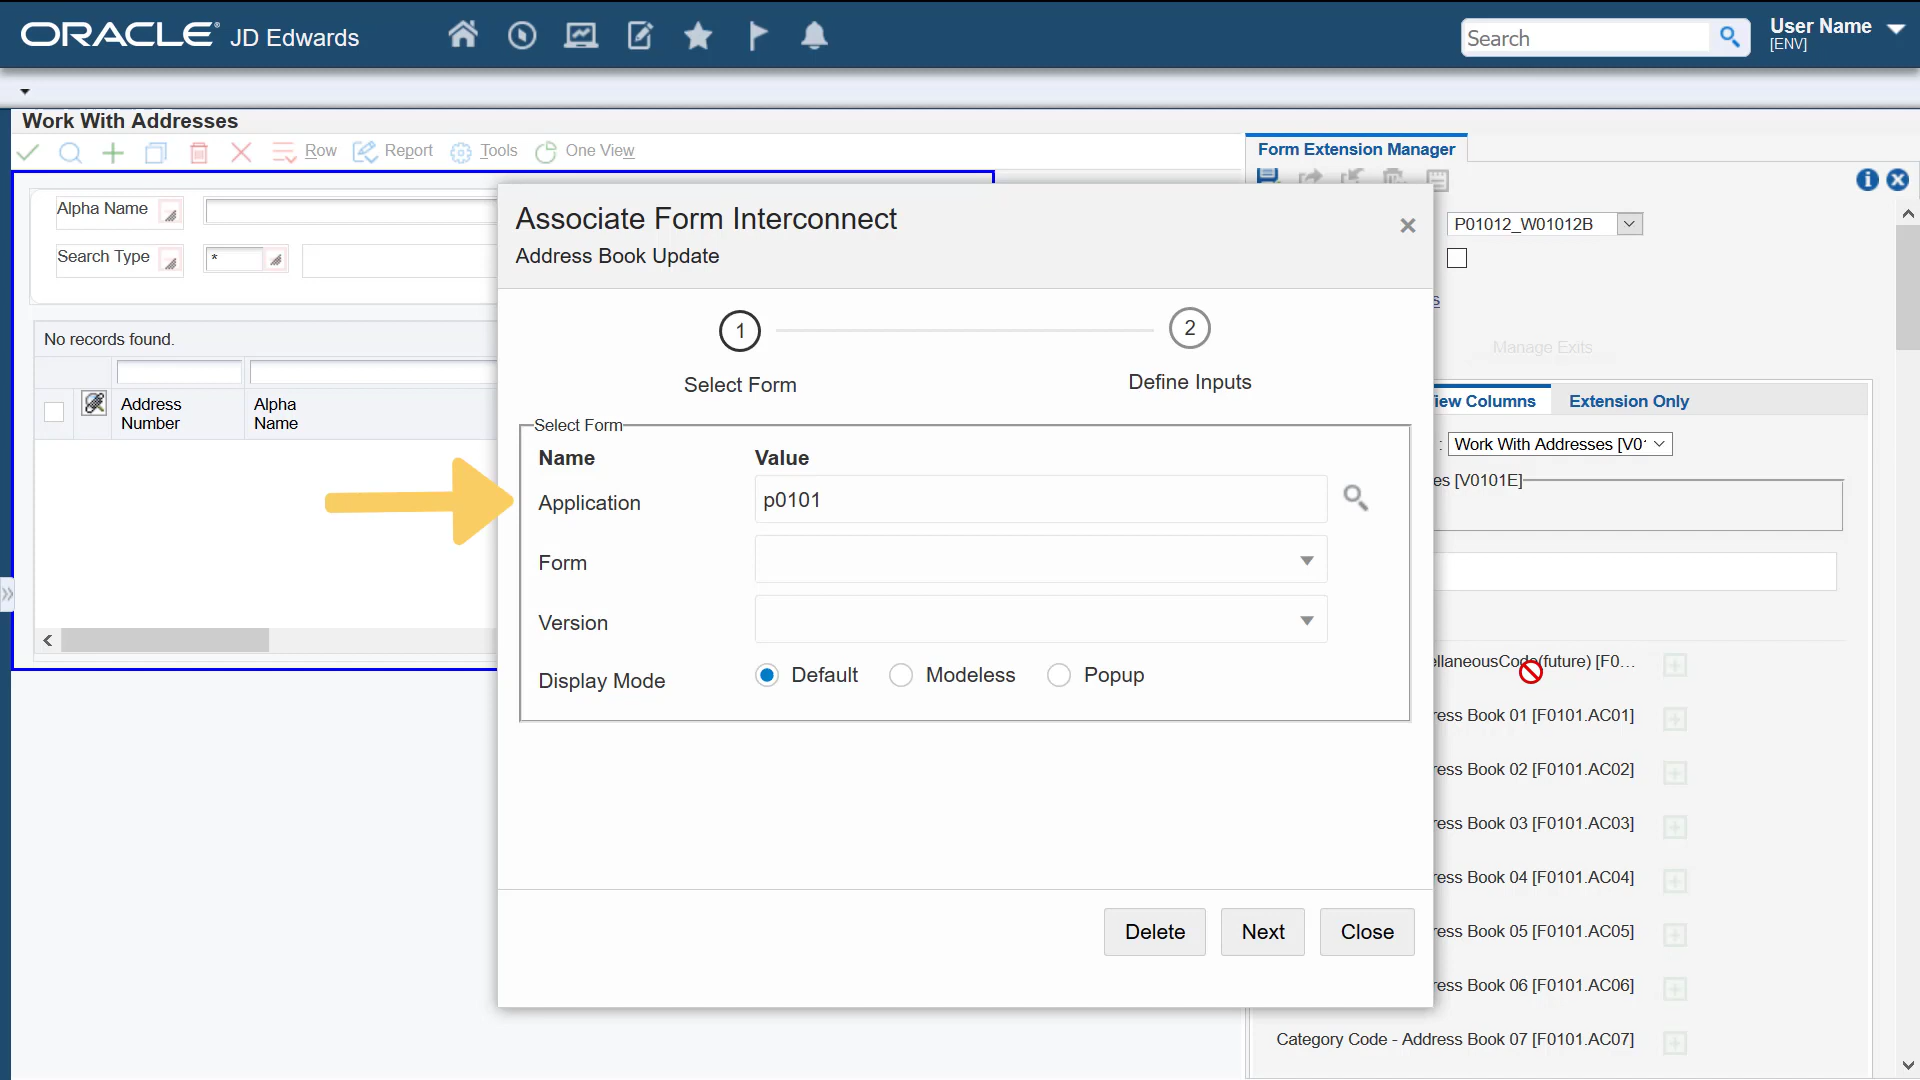 ORACLE JD Edwards
Search
User Name
[ENV]
Work With Addresses
Row
Report
Tools
One View
Form Extension Manager
Alpha Name
Search Type
*
No records found.
Address
Number
Alpha
Name
Associate Form Interconnect
Address Book Update
1
2
Select Form
Define Inputs
Select Form
Name
Value
Application
p0101
Form
Version
Display Mode
Default
Modeless
Popup
Delete
Next
Close
P01012_W01012B
s
Manage Exits
iew Columns
Extension Only
: Work With Addresses [V01
es [V0101E]
llaneousCode(future) [F0...
ress Book 01 [F0101.AC01]
ress Book 02 [F0101.AC02]
ress Book 03 [F0101.AC03]
ress Book 04 [F0101.AC04]
ress Book 05 [F0101.AC05]
ress Book 06 [F0101.AC06]
Category Code - Address Book 07 [F0101.AC07]